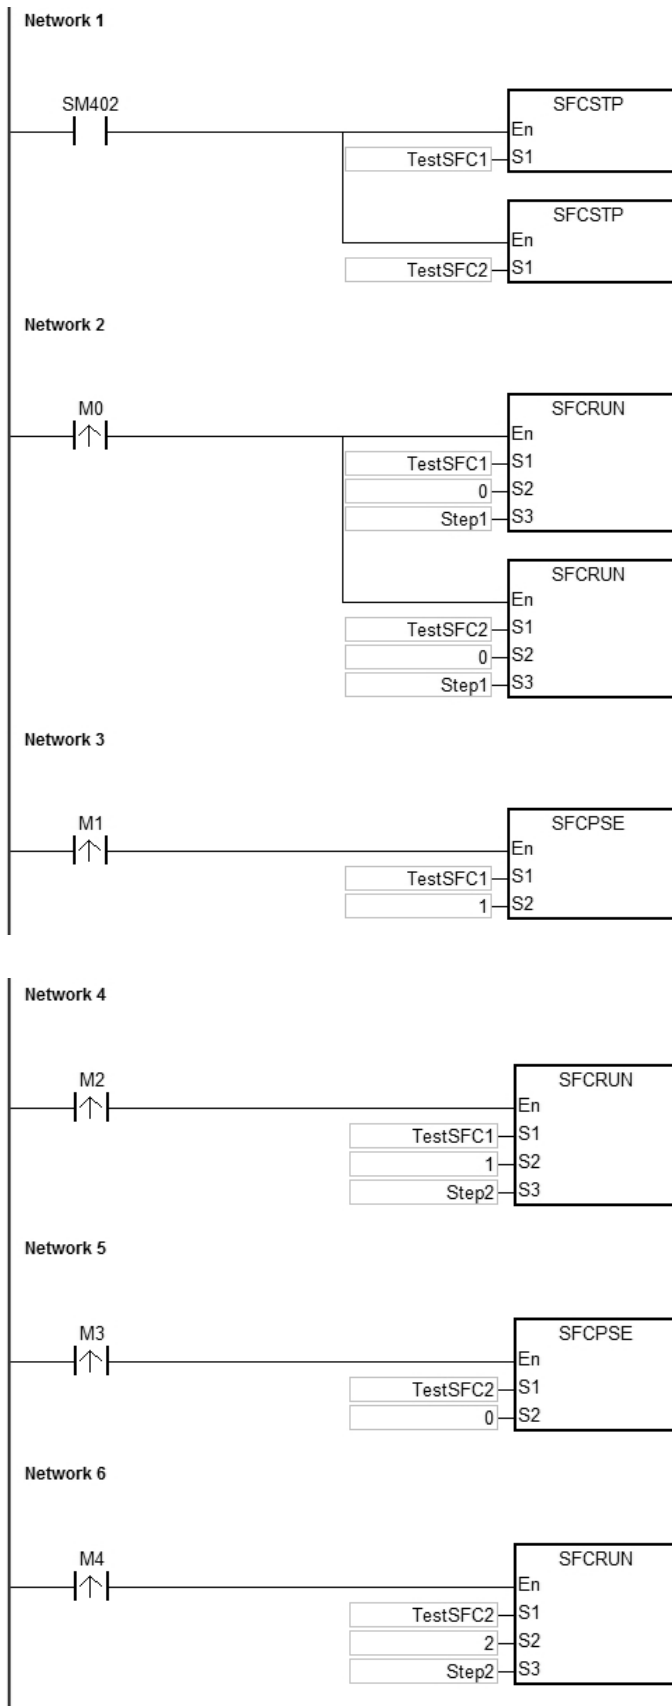 Network 1
SM402
SFCSTP
En
TestSFC1 S1
SFCSTP
En
TestSFC2 S1
Network 2
M0
SFCRUN
En
TestSFC1 S1
0 S2
Step1 S3
SFCRUN
En
TestSFC2 S1
0 S2
Step1 S3
Network 3
M1
SFCPSE
En
TestSFC1 S1
1 S2
Network 4
M2
SFCRUN
En
TestSFC1 S1
1 S2
Step2 S3
Network 5
M3
SFCPSE
En
TestSFC2 S1
0 S2
Network 6
M4
SFCRUN
En
TestSFC2 S1
2 S2
Step2 S3